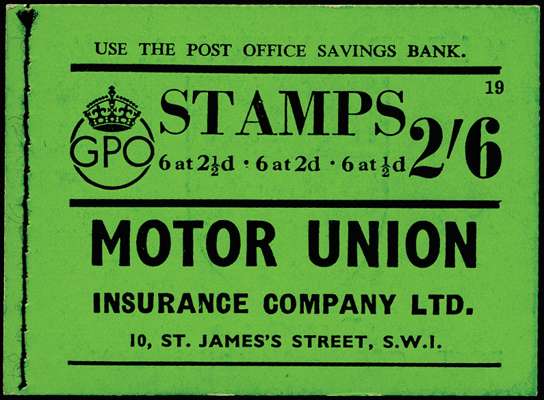 USE THE POST OFFICE SAVINGS BANK.
19
GPO
STAMPS 2/6
6 at 2½d · 6 at 2d · 6 at ½d
MOTOR UNION
INSURANCE COMPANY LTD.
10, ST. JAMES'S STREET, S.W.I.